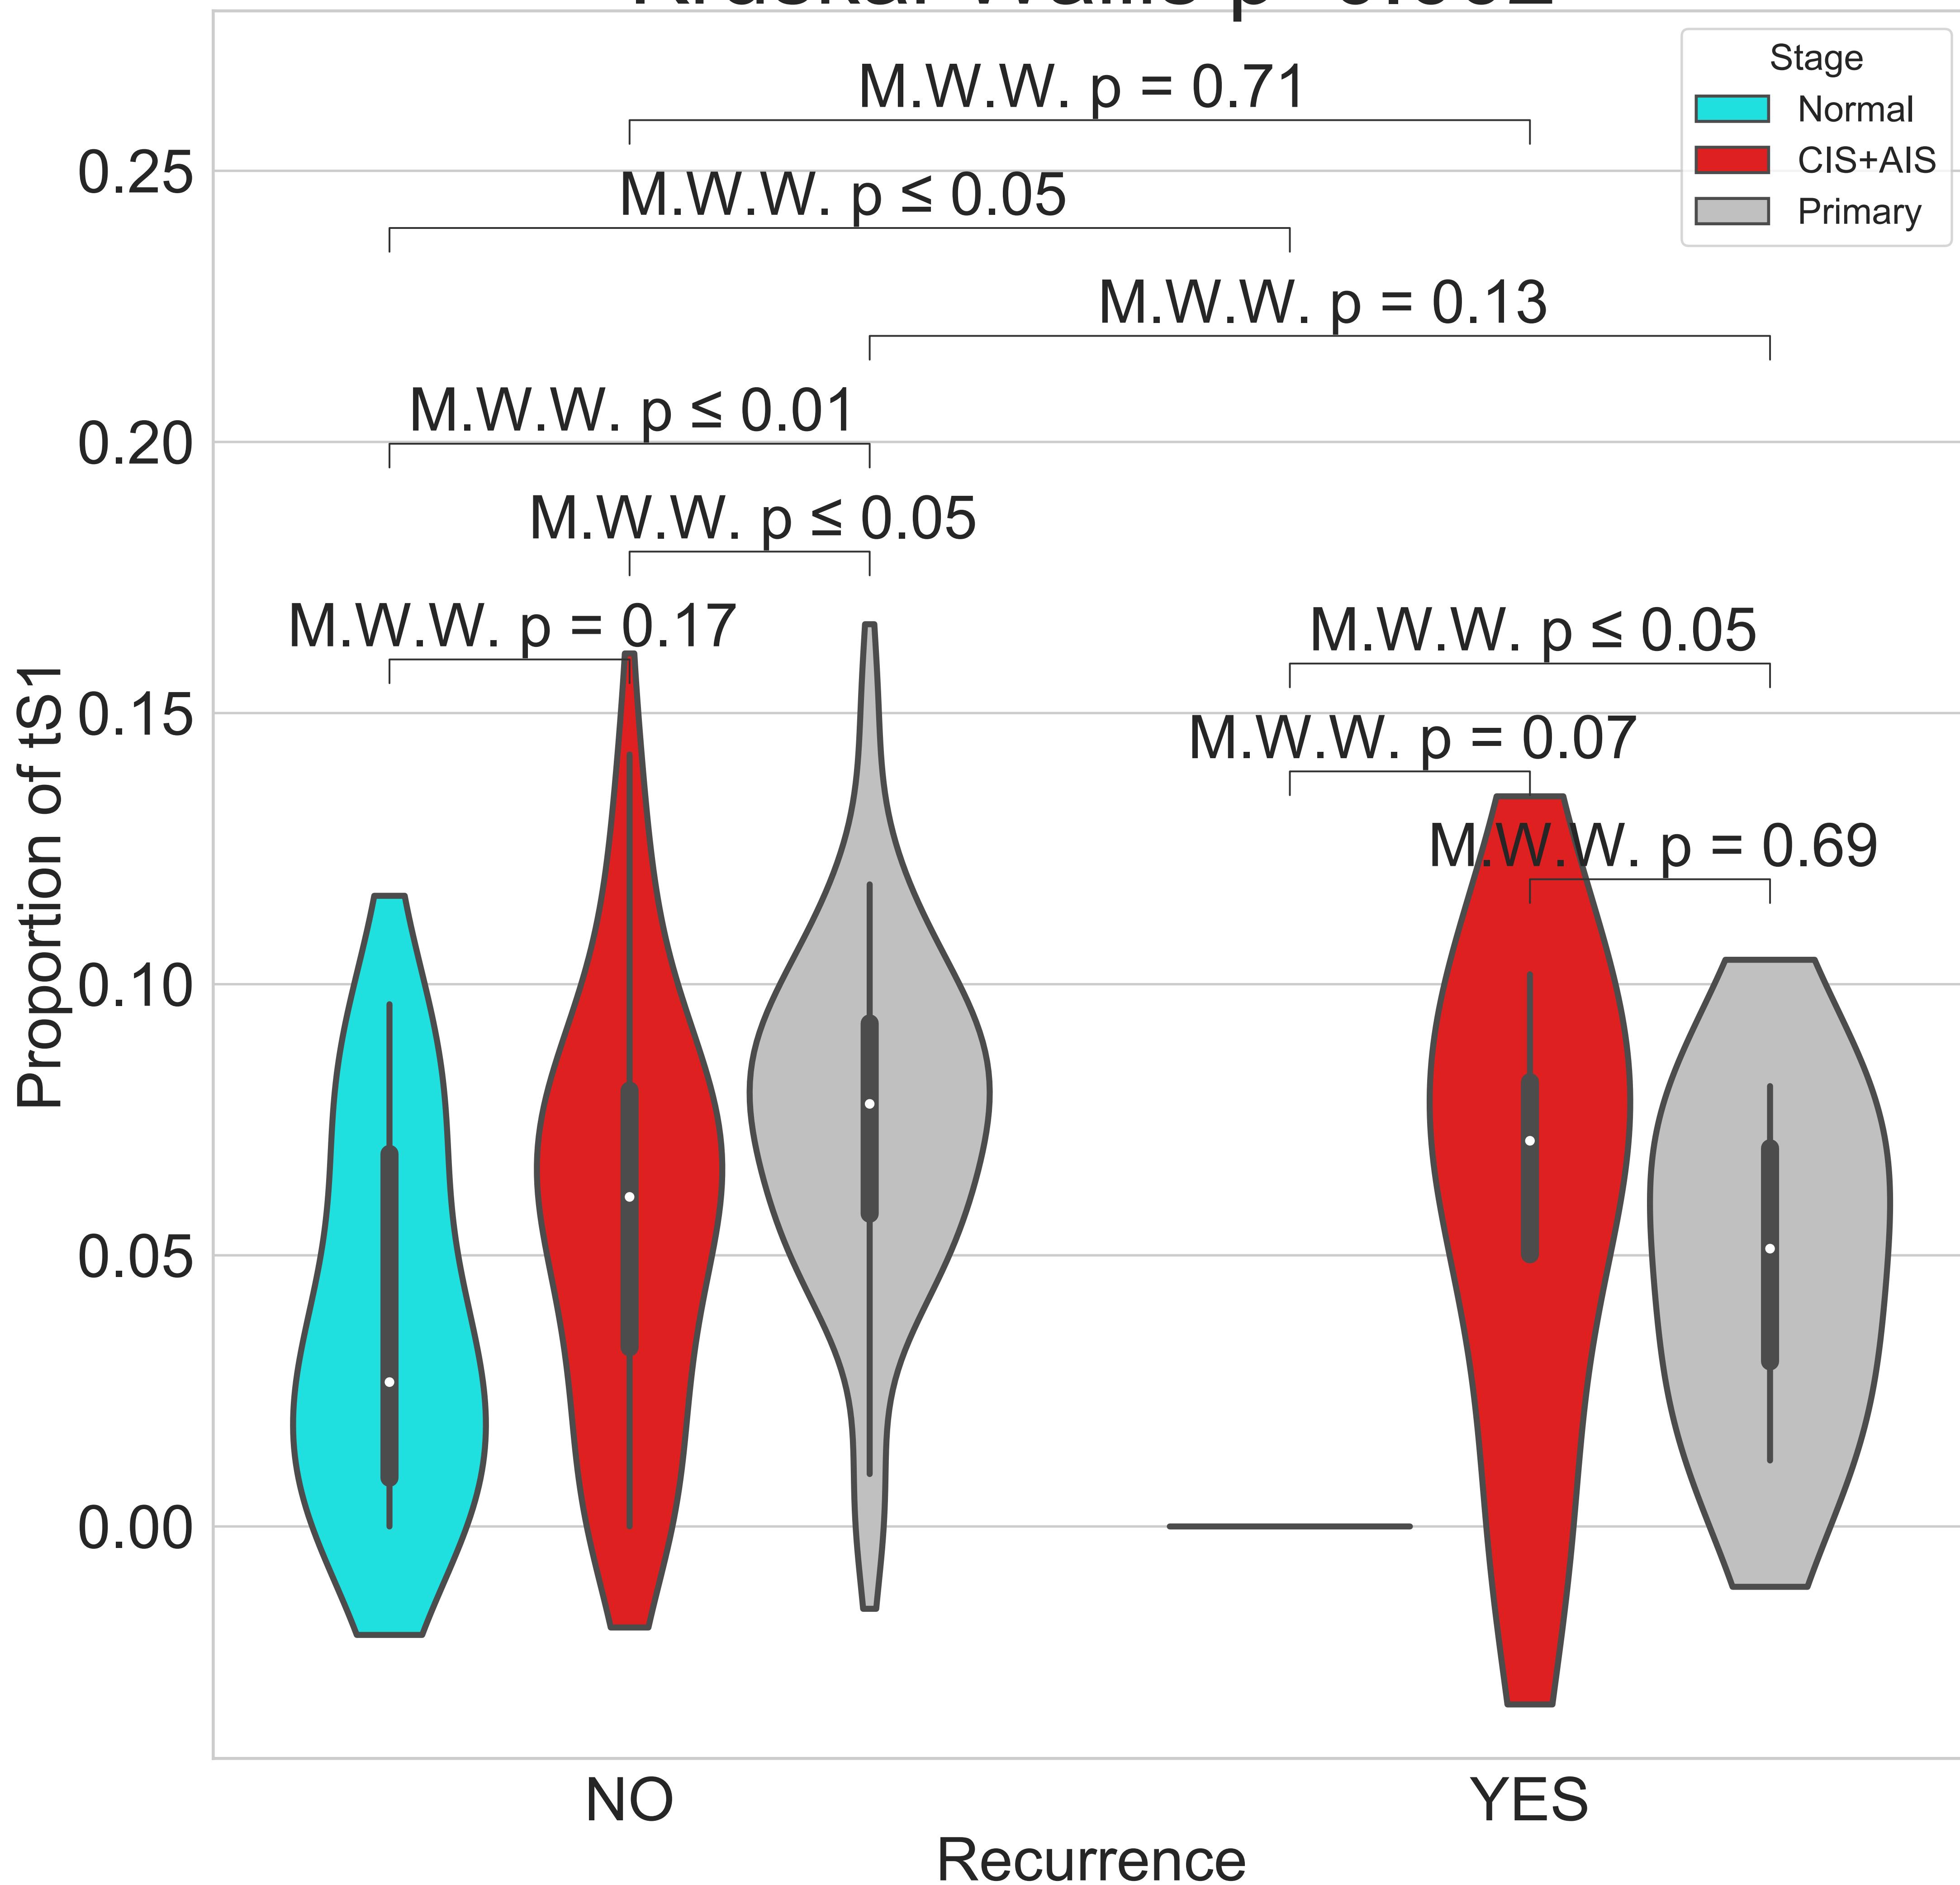 Stage
Normal
CIS+AIS
Primary
M.W.W. p = 0.71
M.W.W. p ≤ 0.05
M.W.W. p = 0.13
M.W.W. p ≤ 0.01
M.W.W. p ≤ 0.05
M.W.W. p = 0.17
M.W.W. p ≤ 0.05
M.W.W. p = 0.07
M.W.W. p = 0.69
0.25
0.20
0.15
0.10
0.05
0.00
Proportion of tS1
NO
YES
Recurrence